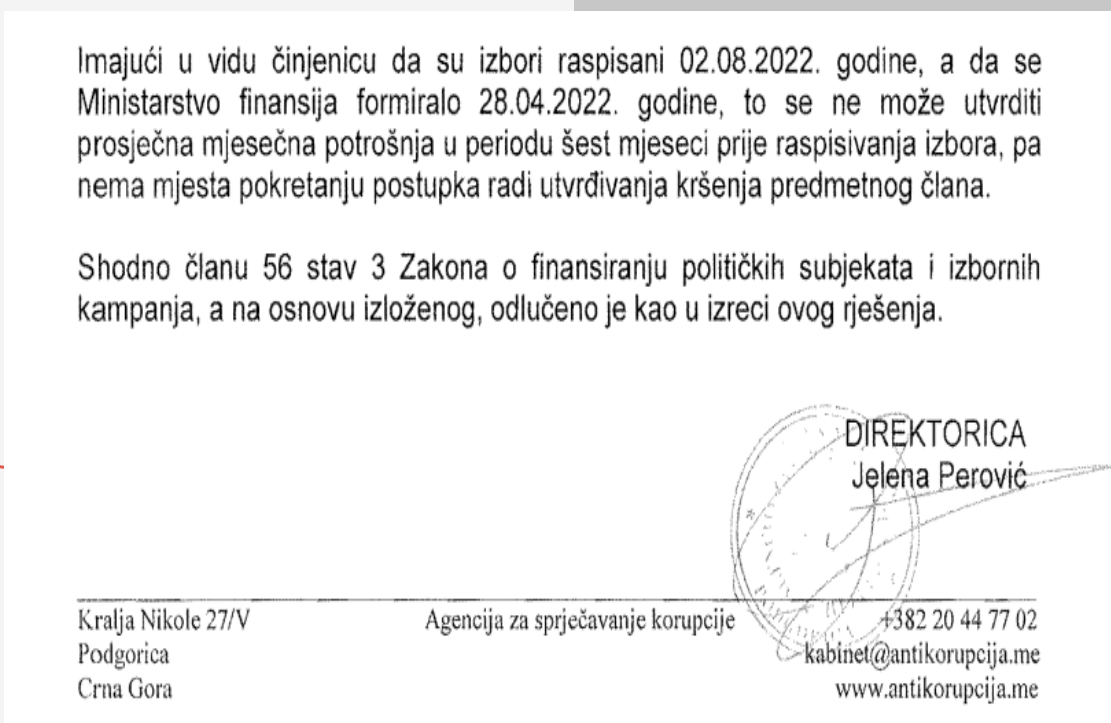 Imajući u vidu činjenicu da su izbori raspisani 02.08.2022. godine, a da se
Ministarstvo finansija formiralo 28.04.2022. godine, to se ne može utvrditi
prosječna mjesečna potrošnja u periodu šest mjeseci prije raspisivanja izbora, pa
nema mjesta pokretanju postupka radi utvrđivanja kršenja predmetnog člana.
Shodno članu 56 stav 3 Zakona o finansiranju političkih subjekata i izbornih
kampanja, a na osnovu izloženog, odlučeno je kao u izreci ovog rješenja.
DIREKTORICA
Jelena Perović
Kralja Nikole 27/V Agencija za sprječavanje korupcije +382 20 44 77 02
Podgorica kabinet@antikorupcija.me
Crna Gora www.antikorupcija.me